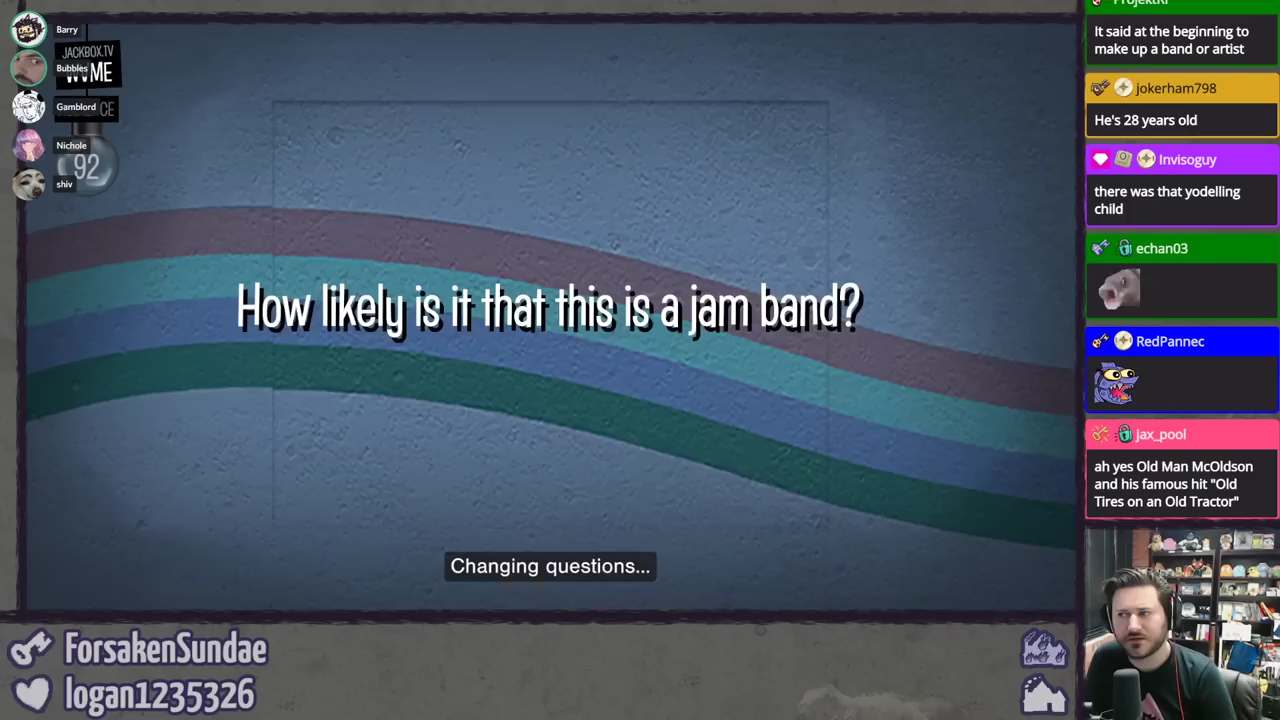 Barry
JACKBOX.TV
Bubbles
Gamblord
Nichole
92
shiv
How likely is it that this is a jam band?
Changing questions...
ForsakenSundae
logan1235326
It said at the beginning to
make up a band or artist
jokerham798
He's 28 years old
Invisoguy
there was that yodelling
child
echan03
RedPannec
jax_pool
ah yes Old Man McOldson
and his famous hit "Old
Tires on an Old Tractor"